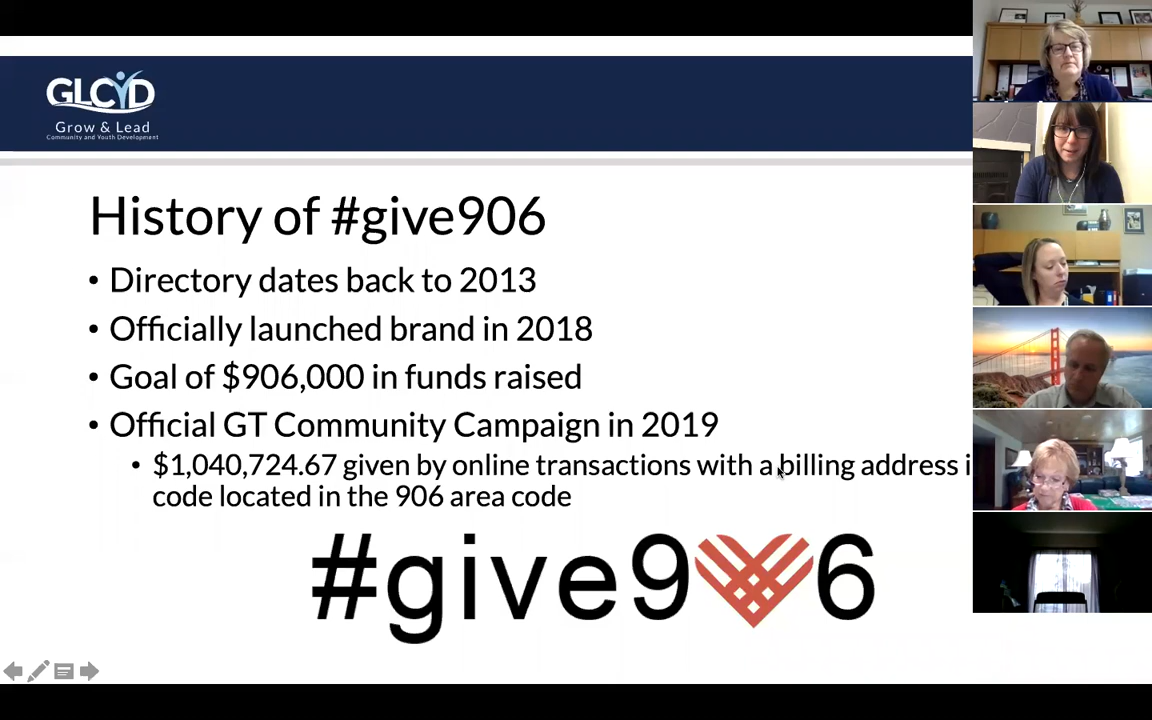 GLCYD
Grow & Lead
Community and Youth Development
History of #give906
• Directory dates back to 2013
• Officially launched brand in 2018
• Goal of $906,000 in funds raised
• Official GT Community Campaign in 2019
• $1,040,724.67 given by online transactions with a billing address i
code located in the 906 area code
#give9 6